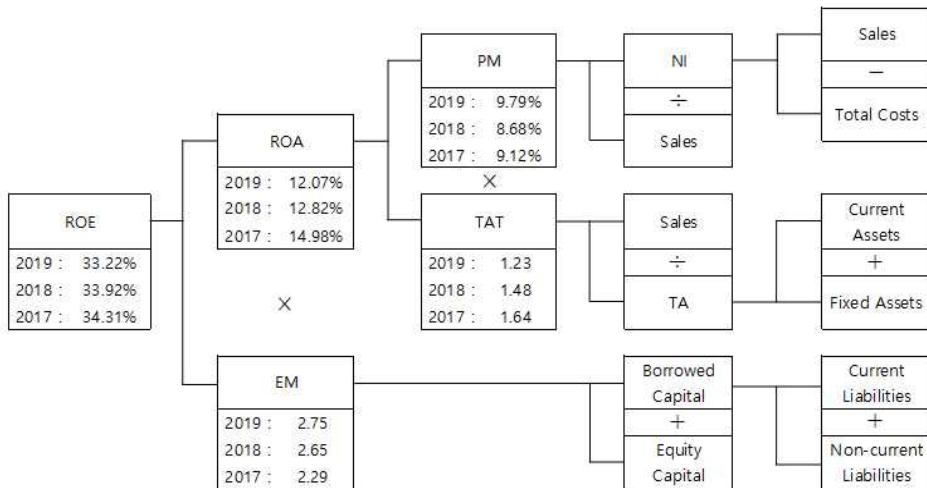 ROE
2019 : 33.22%
2018 : 33.92%
2017 : 34.31%
ROA
2019 : 12.07%
2018 : 12.82%
2017 : 14.98%
×
EM
2019 : 2.75
2018 : 2.65
2017 : 2.29
PM
2019 : 9.79%
2018 : 8.68%
2017 : 9.12%
×
TAT
2019 : 1.23
2018 : 1.48
2017 : 1.64
NI
÷
Sales
Sales
÷
TA
Borrowed
Capital
+
Equity
Capital
Sales
−
Total Costs
Current
Assets
+
Fixed Assets
Current
Liabilities
+
Non-current
Liabilities